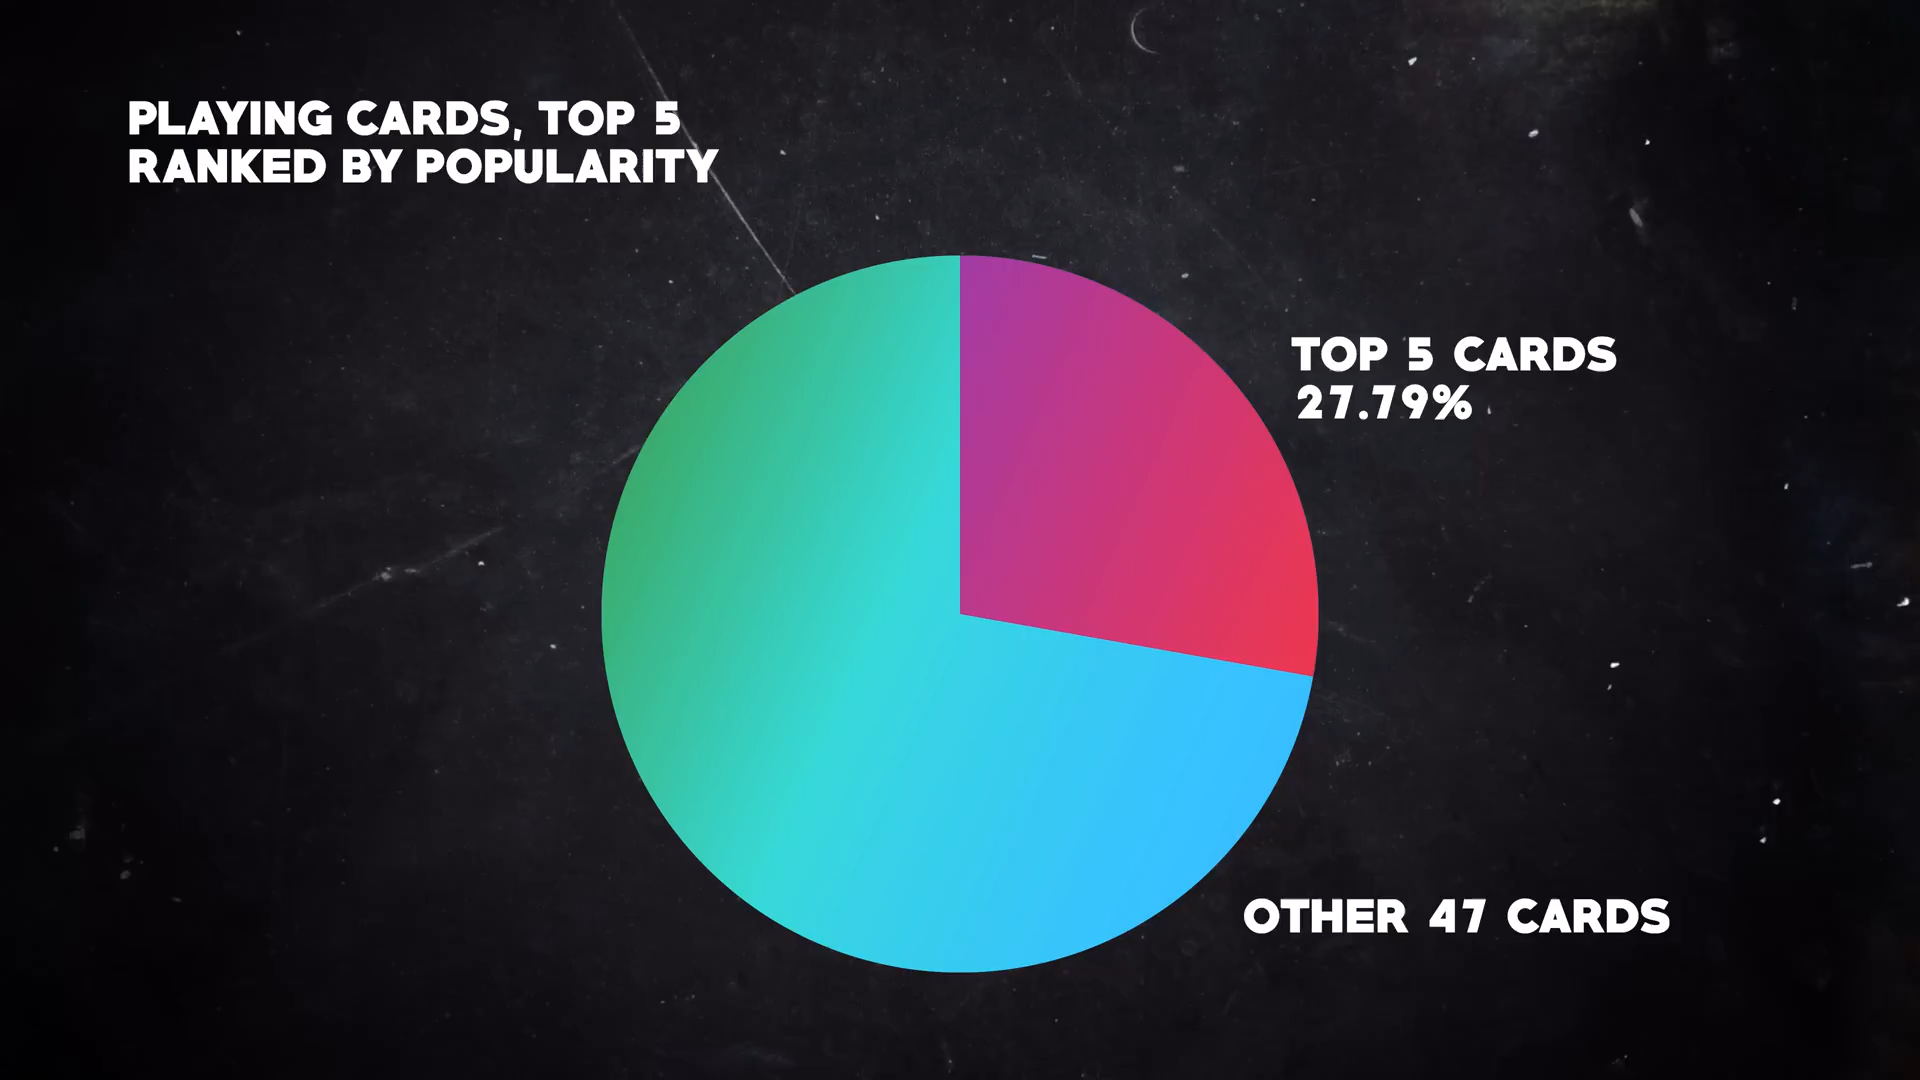 PLAYING CARDS, TOP 5
RANKED BY POPULARITY
TOP 5 CARDS
27.79%
OTHER 47 CARDS